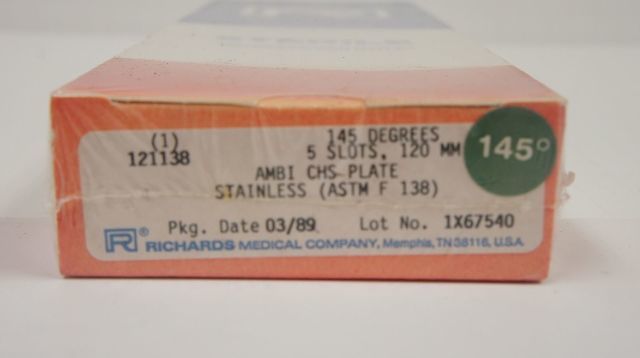 (1)
121138
145 DEGREES
5 SLOTS, 120 MM
AMBI CHS PLATE
STAINLESS (ASTM F 138)
145°
Pkg. Date 03/89
Lot No. 1X67540
R® RICHARDS MEDICAL COMPANY, Memphis, TN 38116, U.S.A.